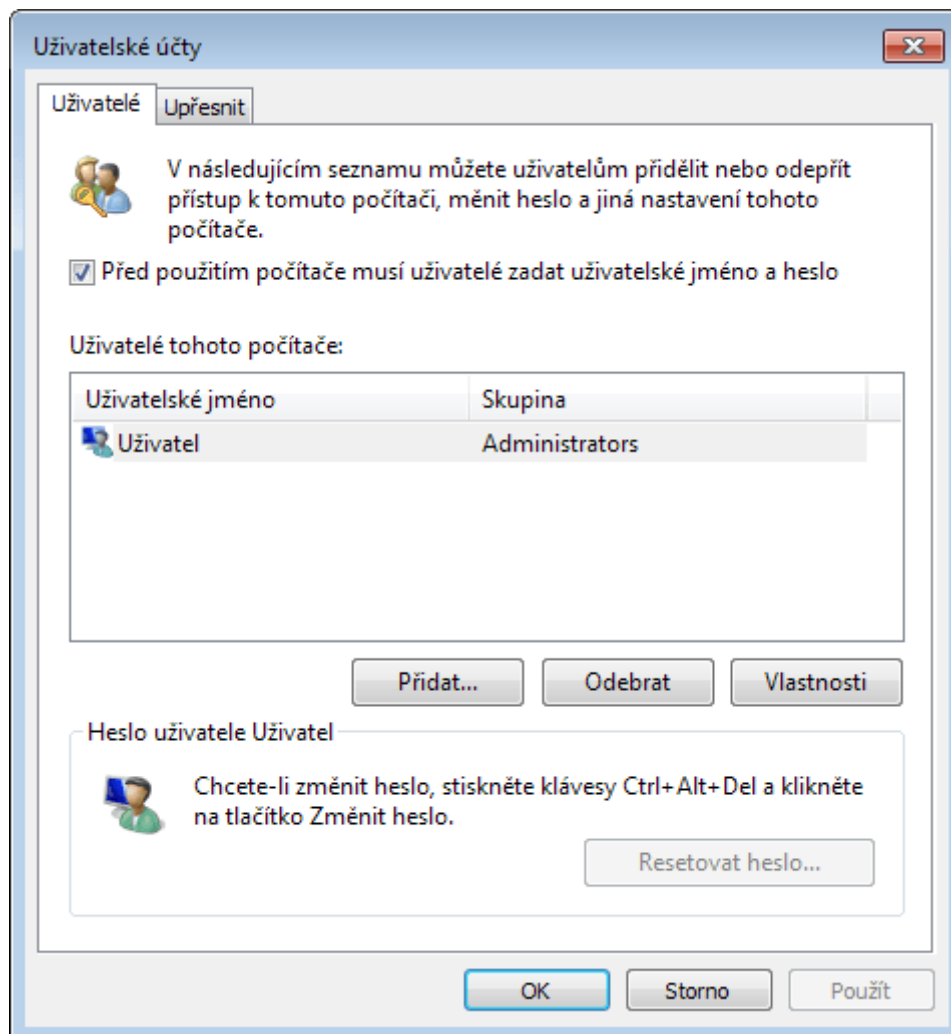 Uživatelské účty
Uživatelé
Upřesnit
V následujícím seznamu můžete uživatelům přidělit nebo odepřít
přístup k tomuto počítači, měnit heslo a jiná nastavení tohoto
počítače.
Před použitím počítače musí uživatelé zadat uživatelské jméno a heslo
Uživatelé tohoto počítače:
Uživatelské jméno Skupina
Uživatel Administrators
Přidat... Odebrat Vlastnosti
Heslo uživatele Uživatel
Chcete-li změnit heslo, stiskněte klávesy Ctrl+Alt+Del a klikněte
na tlačítko Změnit heslo.
Resetovat heslo...
OK Storno Použít